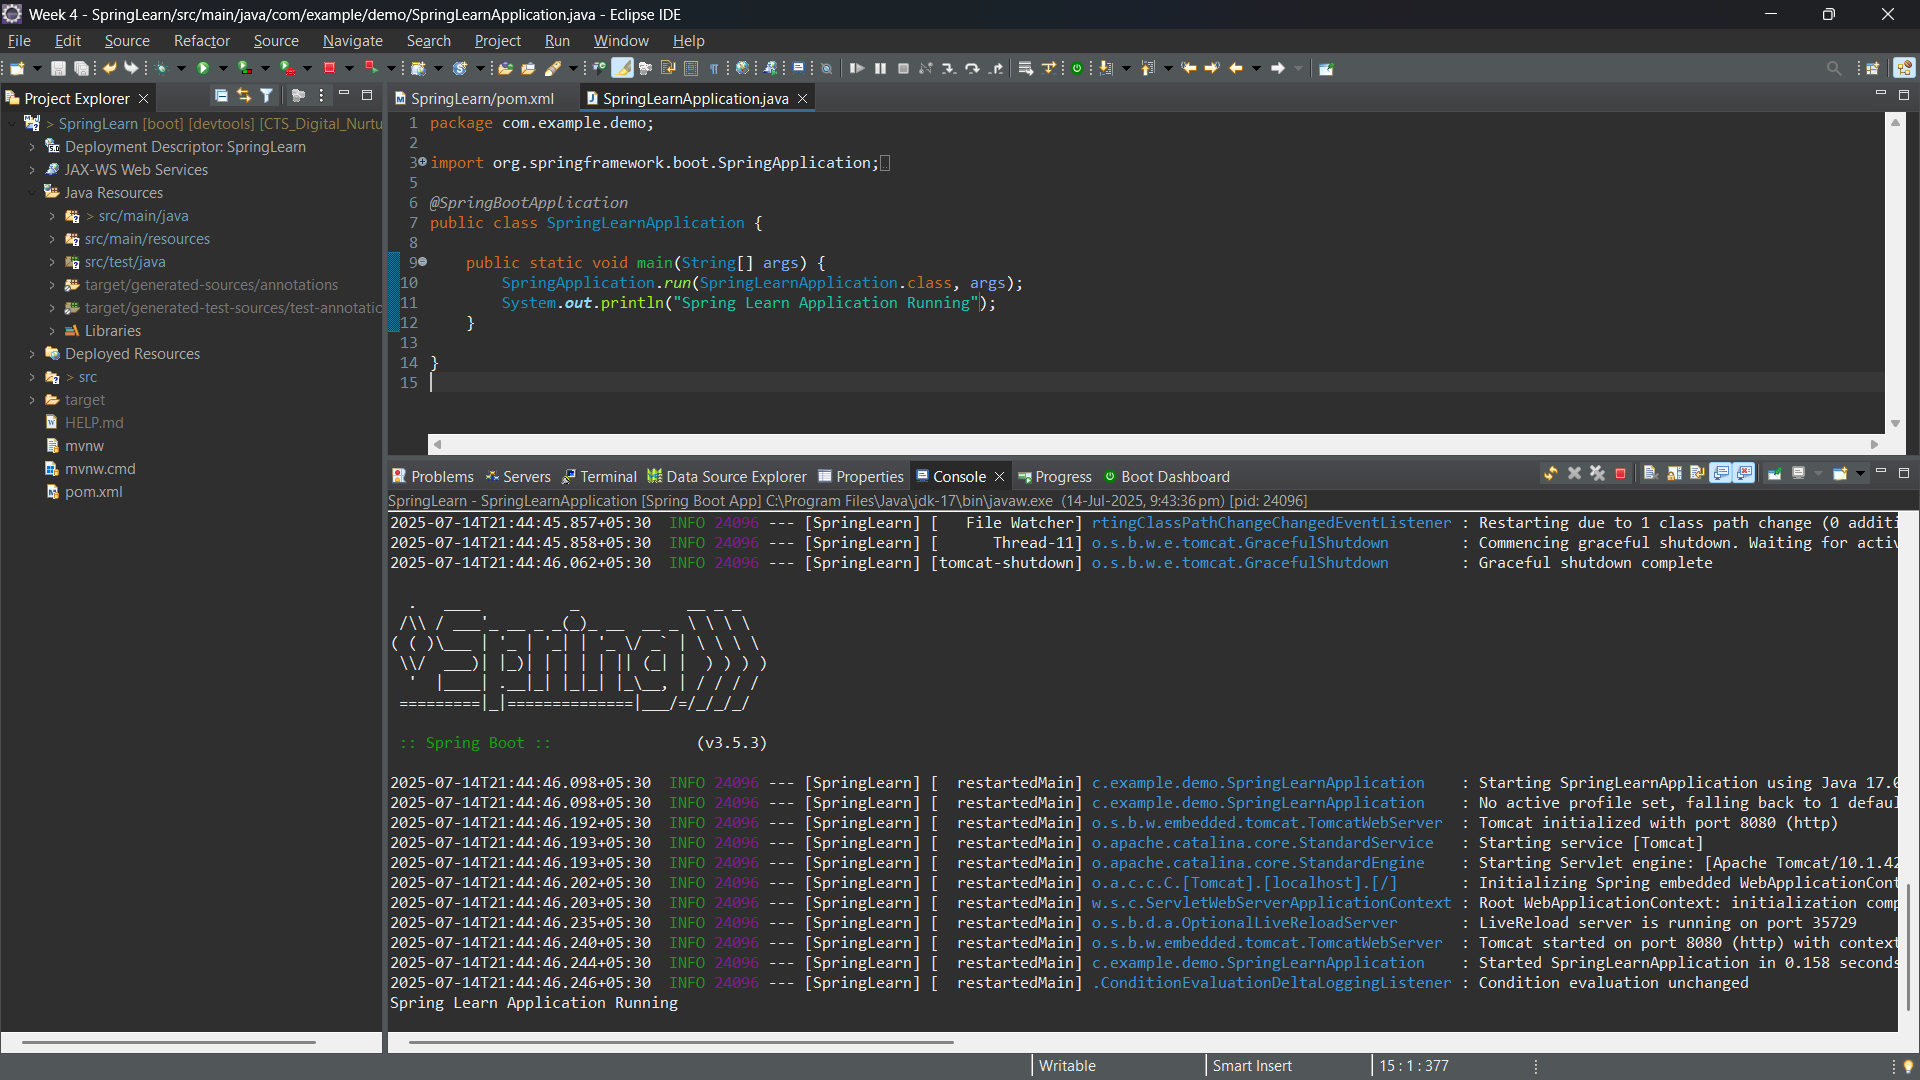 Week 4 - SpringLearn/src/main/java/com/example/demo/SpringLearnApplication.java - Eclipse IDE
File Edit Source Refactor Source Navigate Search Project Run Window Help
Project Explorer
> SpringLearn [boot] [devtools] [CTS_Digital_Nurtu
Deployment Descriptor: SpringLearn
JAX-WS Web Services
Java Resources
> src/main/java
src/main/resources
src/test/java
target/generated-sources/annotations
target/generated-test-sources/test-annotatic
Libraries
Deployed Resources
> src
target
HELP.md
mvnw
mvnw.cmd
pom.xml
SpringLearn/pom.xml SpringLearnApplication.java
1 package com.example.demo;
2
3 import org.springframework.boot.SpringApplication;
5
6 @SpringBootApplication
7 public class SpringLearnApplication {
8
9 public static void main(String[] args) {
10 SpringApplication.run(SpringLearnApplication.class, args);
11 System.out.println("Spring Learn Application Running");
12 }
13
14 }
15
Problems Servers Terminal Data Source Explorer Properties Console Progress Boot Dashboard
SpringLearn - SpringLearnApplication [Spring Boot App] C:\Program Files\Java\jdk-17\bin\javaw.exe (14-Jul-2025, 9:43:36 pm) [pid: 24096]
2025-07-14T21:44:45.857+05:30 INFO 24096 --- [SpringLearn] [ File Watcher] rtingClassPathChangeChangedEventListener : Restarting due to 1 class path change (0 additi
2025-07-14T21:44:45.858+05:30 INFO 24096 --- [SpringLearn] [ Thread-11] o.s.b.w.e.tomcat.GracefulShutdown : Commencing graceful shutdown. Waiting for activ
2025-07-14T21:44:46.062+05:30 INFO 24096 --- [SpringLearn] [tomcat-shutdown] o.s.b.w.e.tomcat.GracefulShutdown : Graceful shutdown complete
Spring
:: Spring Boot :: (v3.5.3)
2025-07-14T21:44:46.098+05:30 INFO 24096 --- [SpringLearn] [ restartedMain] c.example.demo.SpringLearnApplication : Starting SpringLearnApplication using Java 17.0
2025-07-14T21:44:46.098+05:30 INFO 24096 --- [SpringLearn] [ restartedMain] c.example.demo.SpringLearnApplication : No active profile set, falling back to 1 defaul
2025-07-14T21:44:46.192+05:30 INFO 24096 --- [SpringLearn] [ restartedMain] o.s.b.w.embedded.tomcat.TomcatWebServer : Tomcat initialized with port 8080 (http)
2025-07-14T21:44:46.193+05:30 INFO 24096 --- [SpringLearn] [ restartedMain] o.apache.catalina.core.StandardService : Starting service [Tomcat]
2025-07-14T21:44:46.193+05:30 INFO 24096 --- [SpringLearn] [ restartedMain] o.apache.catalina.core.StandardEngine : Starting Servlet engine: [Apache Tomcat/10.1.42
2025-07-14T21:44:46.202+05:30 INFO 24096 --- [SpringLearn] [ restartedMain] o.a.c.c.C.[Tomcat].[localhost].[/] : Initializing Spring embedded WebApplicationCont
2025-07-14T21:44:46.203+05:30 INFO 24096 --- [SpringLearn] [ restartedMain] w.s.c.ServletWebServerApplicationContext : Root WebApplicationContext: initialization comp
2025-07-14T21:44:46.235+05:30 INFO 24096 --- [SpringLearn] [ restartedMain] o.s.b.d.a.OptionalLiveReloadServer : LiveReload server is running on port 35729
2025-07-14T21:44:46.240+05:30 INFO 24096 --- [SpringLearn] [ restartedMain] o.s.b.w.embedded.tomcat.TomcatWebServer : Tomcat started on port 8080 (http) with context
2025-07-14T21:44:46.244+05:30 INFO 24096 --- [SpringLearn] [ restartedMain] c.example.demo.SpringLearnApplication : Started SpringLearnApplication in 0.158 seconds
2025-07-14T21:44:46.246+05:30 INFO 24096 --- [SpringLearn] [ restartedMain] .ConditionEvaluationDeltaLoggingListener : Condition evaluation unchanged
Spring Learn Application Running
Writable Smart Insert 15 : 1 : 377